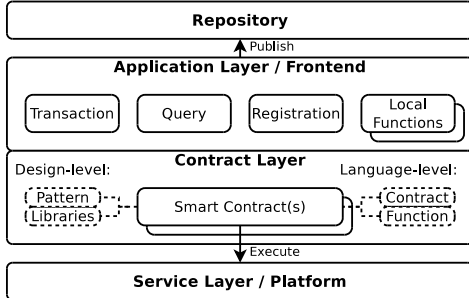 Repository
Publish
Application Layer / Frontend
Transaction
Query
Registration
Local
Functions
Contract Layer
Design-level:
Language-level:
Pattern
Libraries
Smart Contract(s)
Contract
Function
Execute
Service Layer / Platform